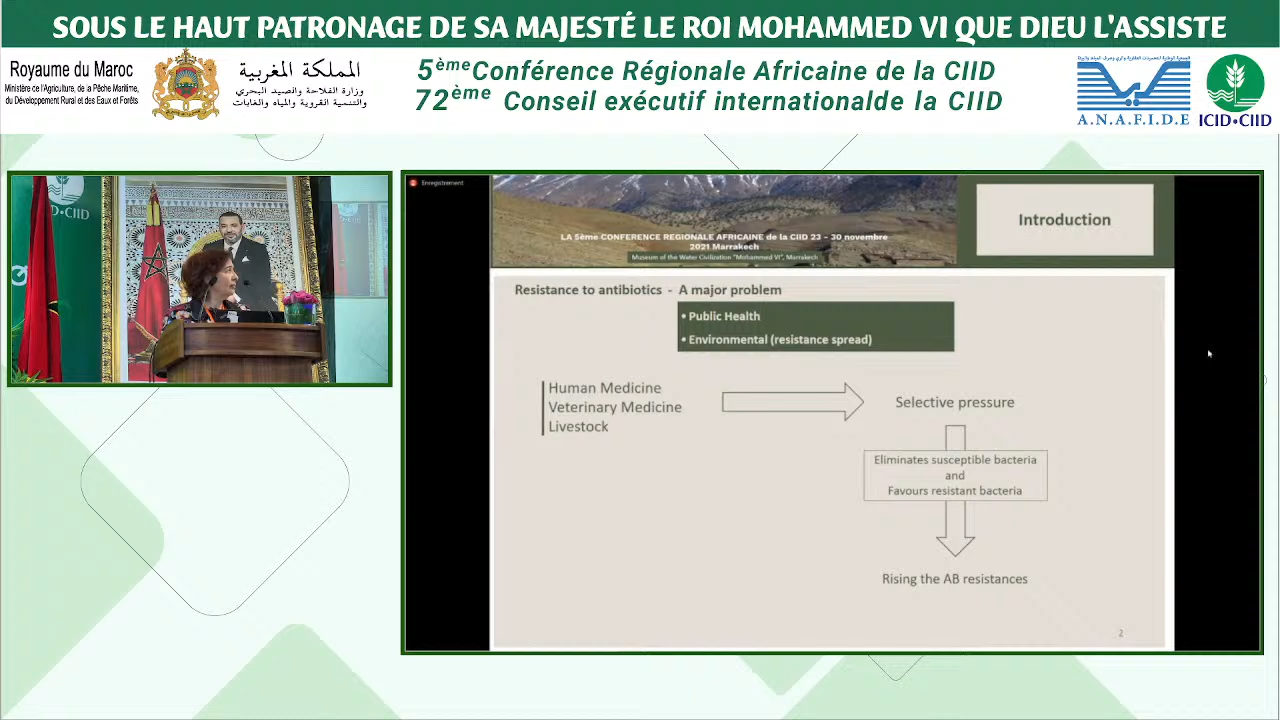 SOUS LE HAUT PATRONAGE DE SA MAJESTÉ LE ROI MOHAMMED VI QUE DIEU L'ASSISTE
Royaume du Maroc
Ministère de l'Agriculture, de la Pêche Maritime,
du Développement Rural et des Eaux et Forêts
المملكة المغربية
وزارة الفلاحة والصيد البحري
والتنمية القروية والمياه والغابات
5èmeConférence Régionale Africaine de la CIID
72ème Conseil exécutif internationalde la CIID
A.N.A.F.I.D.E
ICID•CIID
D•CIID
Enregistrement
LA 5ème CONFERENCE REGIONALE AFRICAINE de la CIID 23 – 30 novembre
2021 Marrakech
Museum of the Water Civilization "Mohammed VI", Marrakech
Introduction
Resistance to antibiotics - A major problem
• Public Health
• Environmental (resistance spread)
Human Medicine
Veterinary Medicine
Livestock
Selective pressure
Eliminates susceptible bacteria
and
Favours resistant bacteria
Rising the AB resistances
2